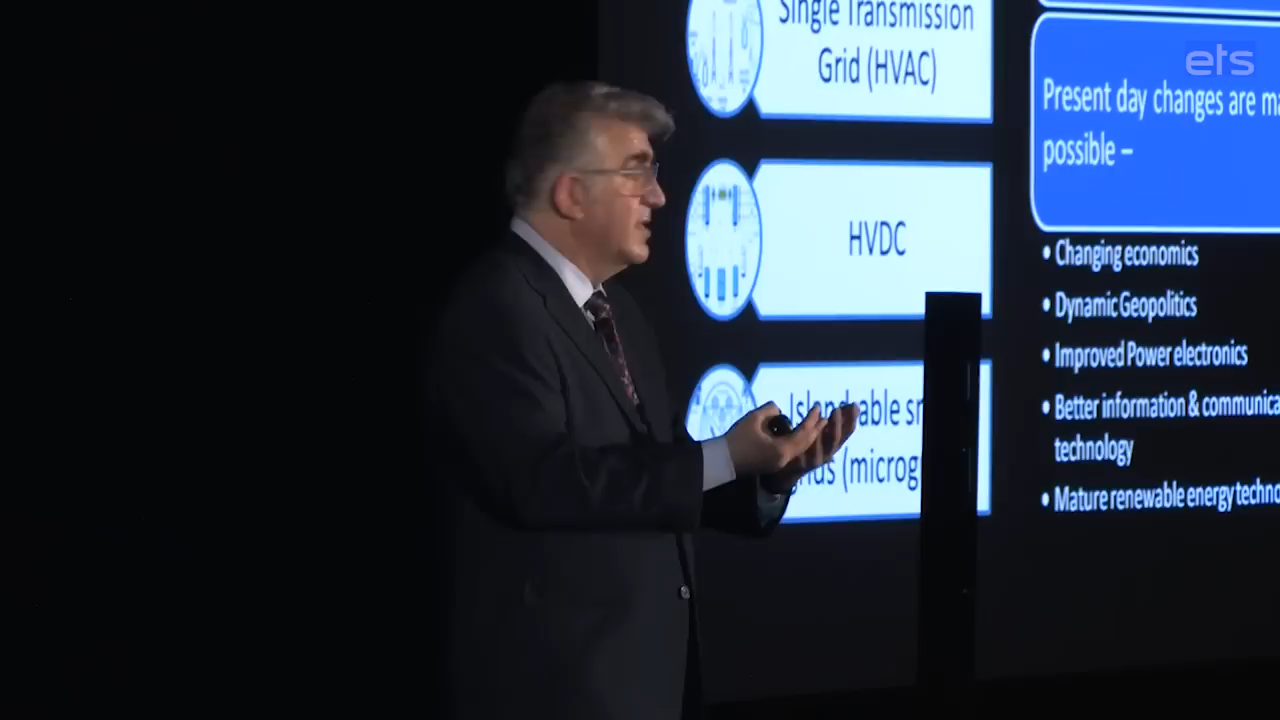 Single Transmission
Grid (HVAC)
HVDC
(microg
ets
Present day changes are
possible –
• Changing economics
• Dynamic Geopolitics
• Improved Power electronics
• Better information & communica
technology
• Mature renewable energy techno